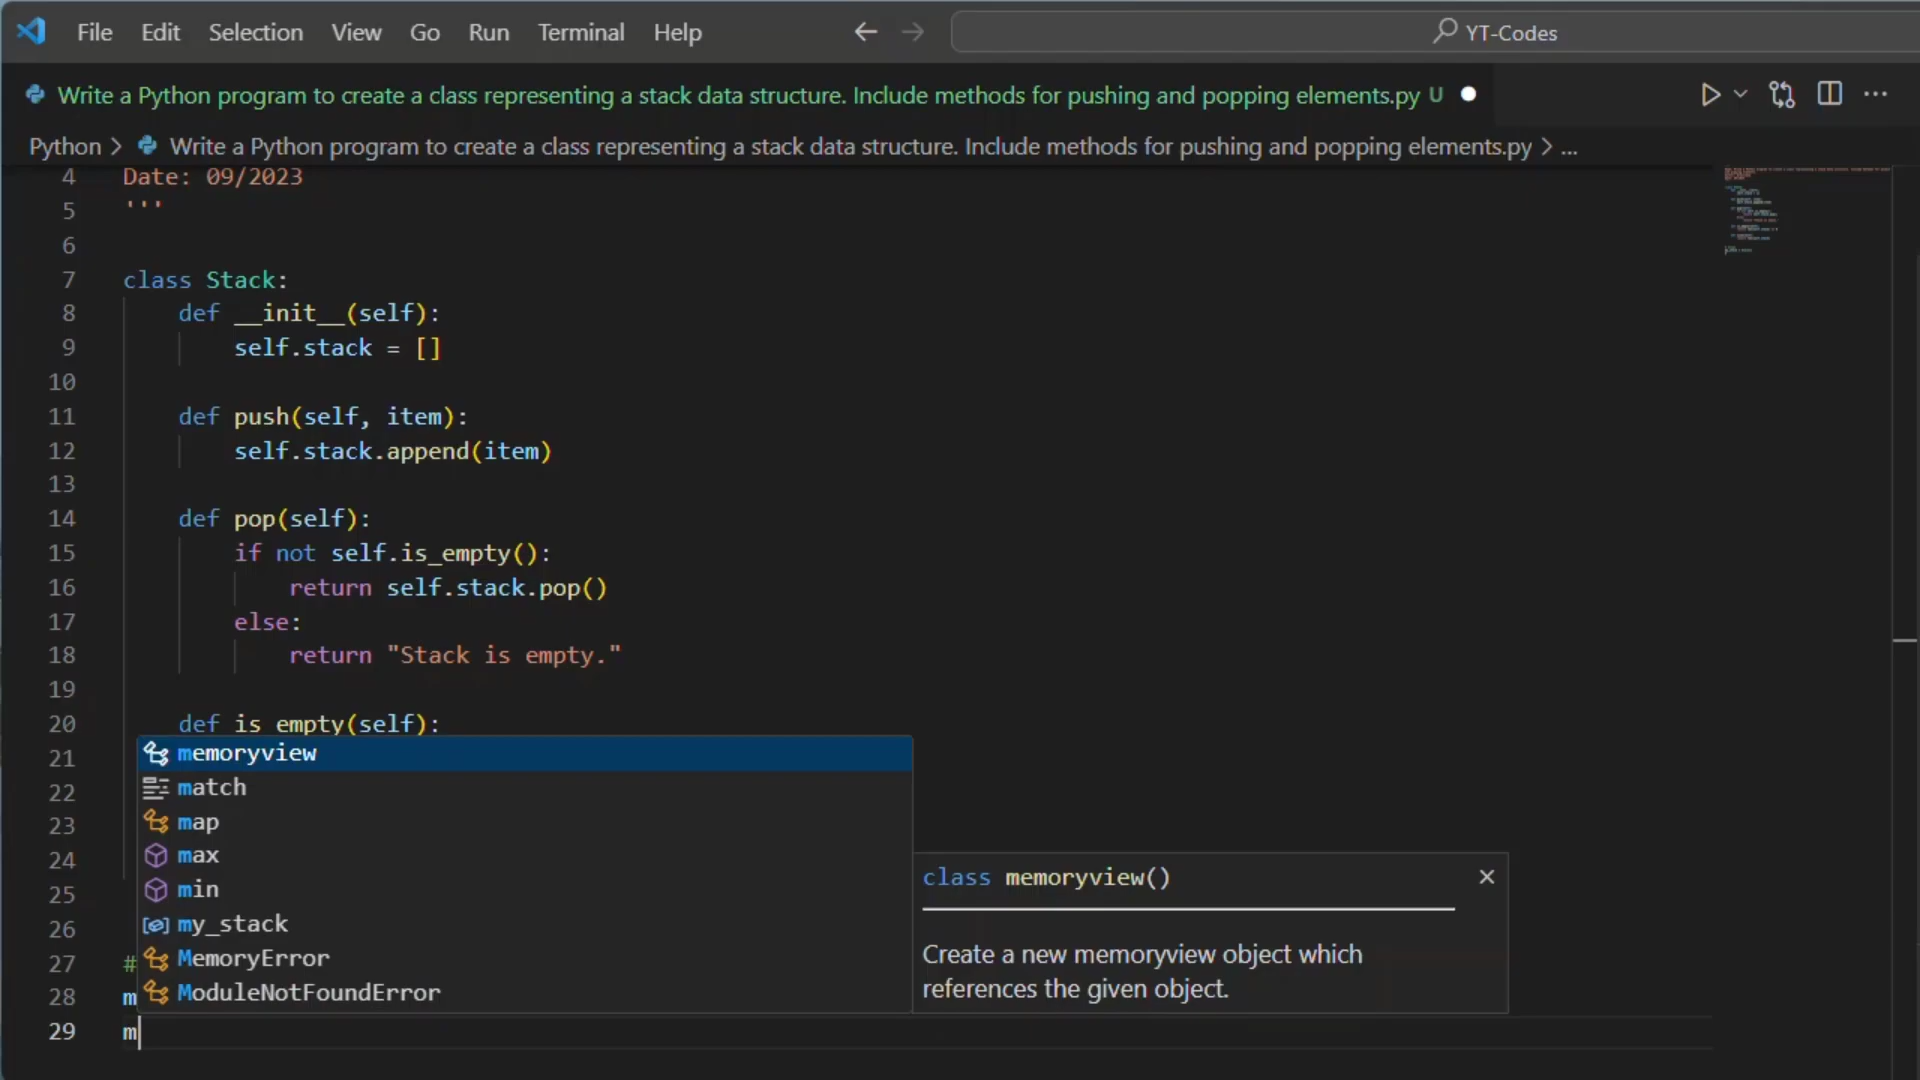 File Edit Selection View Go Run Terminal Help YT-Codes
Write a Python program to create a class representing a stack data structure. Include methods for pushing and popping elements.py U
Python > Write a Python program to create a class representing a stack data structure. Include methods for pushing and popping elements.py > ...
4 Date: 09/2023
5 '''
6
7 class Stack:
8     def __init__(self):
9         self.stack = []
10
11     def push(self, item):
12         self.stack.append(item)
13
14     def pop(self):
15         if not self.is_empty():
16             return self.stack.pop()
17         else:
18             return "Stack is empty."
19
20     def is_empty(self):
21
22
23
24
25
26
27 #
28 m
29 m
memoryview
match
map
max
min
my_stack
MemoryError
ModuleNotFoundError
class memoryview()
Create a new memoryview object which
references the given object.